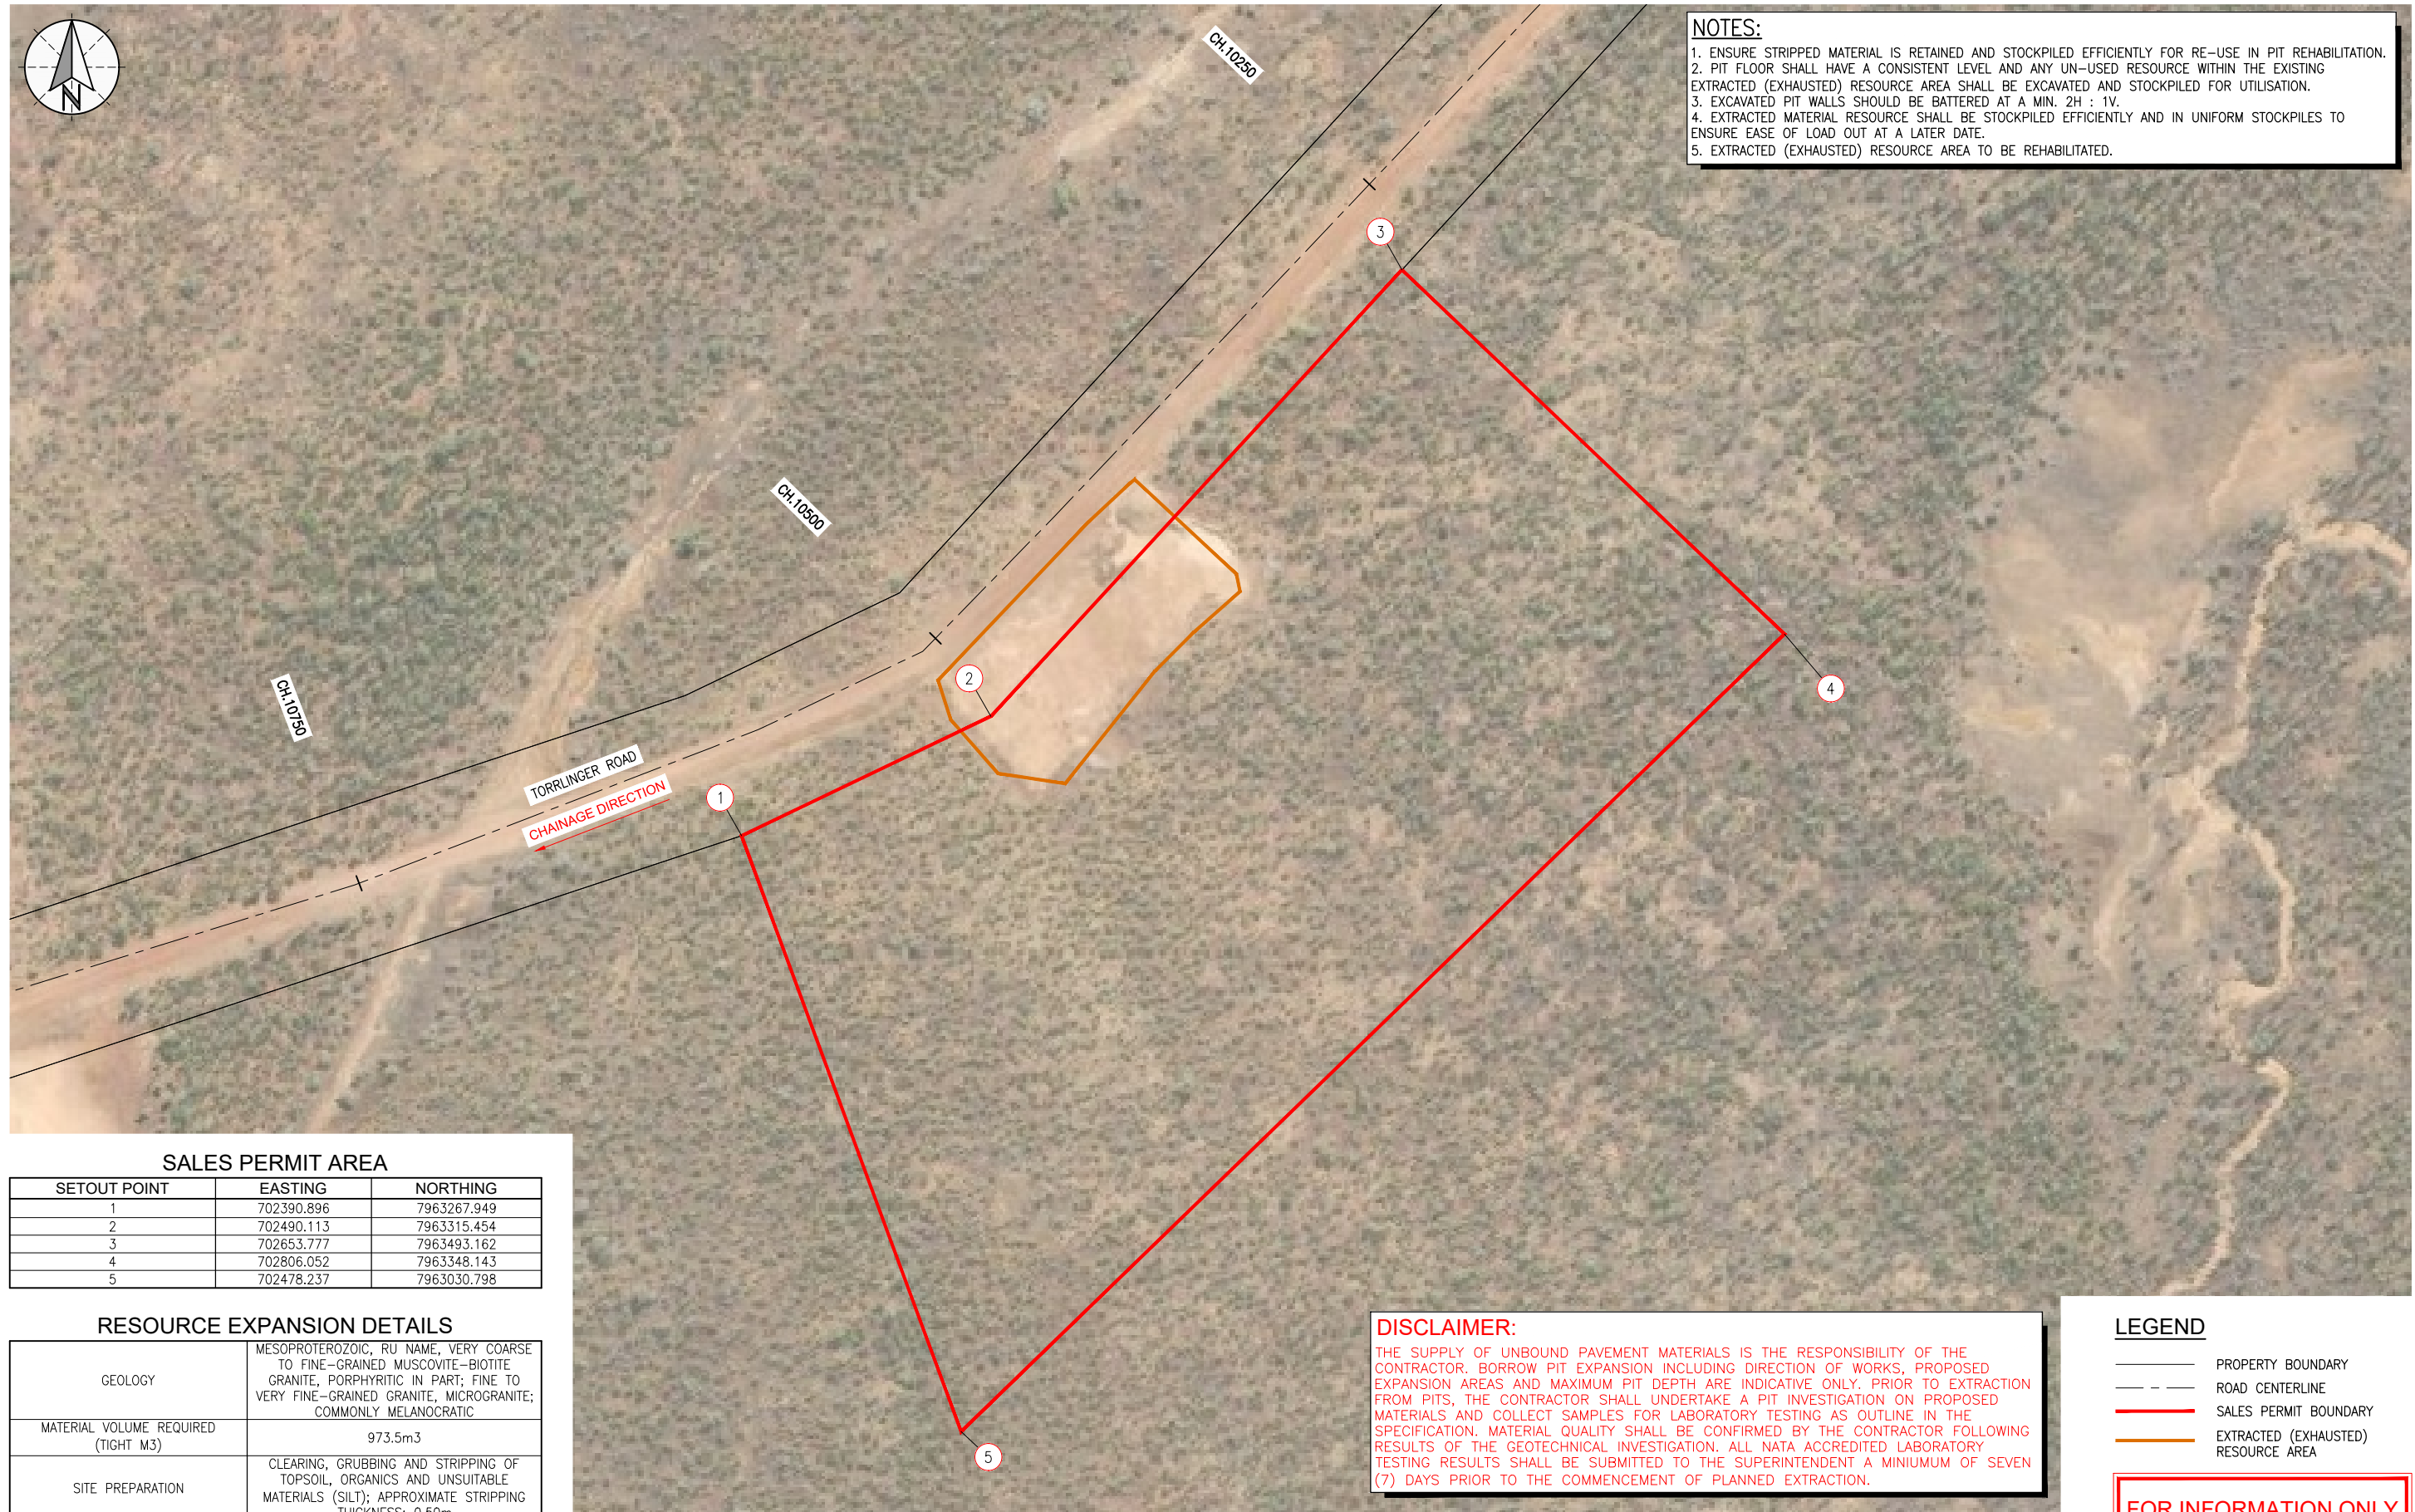 N
CH.10250
NOTES:
1. ENSURE STRIPPED MATERIAL IS RETAINED AND STOCKPILED EFFICIENTLY FOR RE-USE IN PIT REHABILITATION.
2. PIT FLOOR SHALL HAVE A CONSISTENT LEVEL AND ANY UN-USED RESOURCE WITHIN THE EXISTING
EXTRACTED (EXHAUSTED) RESOURCE AREA SHALL BE EXCAVATED AND STOCKPILED FOR UTILISATION.
3. EXCAVATED PIT WALLS SHOULD BE BATTERED AT A MIN. 2H : 1V.
4. EXTRACTED MATERIAL RESOURCE SHALL BE STOCKPILED EFFICIENTLY AND IN UNIFORM STOCKPILES TO
ENSURE EASE OF LOAD OUT AT A LATER DATE.
5. EXTRACTED (EXHAUSTED) RESOURCE AREA TO BE REHABILITATED.
3
CH.10500
2
4
CH.10750
TORRLINGER ROAD
CHAINAGE DIRECTION
1
5
SALES PERMIT AREA
SETOUT POINT EASTING NORTHING
1 702390.896 7963267.949
2 702490.113 7963315.454
3 702653.777 7963493.162
4 702806.052 7963348.143
5 702478.237 7963030.798
RESOURCE EXPANSION DETAILS
GEOLOGY
MESOPROTEROZOIC, RU NAME, VERY COARSE
TO FINE-GRAINED MUSCOVITE-BIOTITE
GRANITE, PORPHYRITIC IN PART; FINE TO
VERY FINE-GRAINED GRANITE, MICROGRANITE;
COMMONLY MELANOCRATIC
MATERIAL VOLUME REQUIRED
(TIGHT M3)
973.5m3
SITE PREPARATION
CLEARING, GRUBBING AND STRIPPING OF
TOPSOIL, ORGANICS AND UNSUITABLE
MATERIALS (SILT); APPROXIMATE STRIPPING
THICKNESS: 0.50m
DISCLAIMER:
THE SUPPLY OF UNBOUND PAVEMENT MATERIALS IS THE RESPONSIBILITY OF THE
CONTRACTOR. BORROW PIT EXPANSION INCLUDING DIRECTION OF WORKS, PROPOSED
EXPANSION AREAS AND MAXIMUM PIT DEPTH ARE INDICATIVE ONLY. PRIOR TO EXTRACTION
FROM PITS, THE CONTRACTOR SHALL UNDERTAKE A PIT INVESTIGATION ON PROPOSED
MATERIALS AND COLLECT SAMPLES FOR LABORATORY TESTING AS OUTLINE IN THE
SPECIFICATION. MATERIAL QUALITY SHALL BE CONFIRMED BY THE CONTRACTOR FOLLOWING
RESULTS OF THE GEOTECHNICAL INVESTIGATION. ALL NATA ACCREDITED LABORATORY
TESTING RESULTS SHALL BE SUBMITTED TO THE SUPERINTENDENT A MINIUMUM OF SEVEN
(7) DAYS PRIOR TO THE COMMENCEMENT OF PLANNED EXTRACTION.
LEGEND
PROPERTY BOUNDARY
ROAD CENTERLINE
SALES PERMIT BOUNDARY
EXTRACTED (EXHAUSTED)
RESOURCE AREA
FOR INFORMATION ONLY